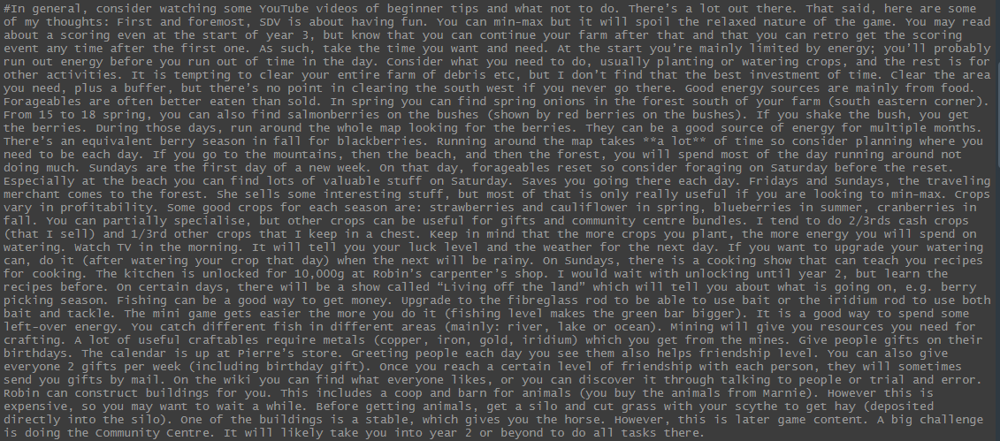 #In general, consider watching some YouTube videos of beginner tips and what not to do. There's a lot out there. That said, here are some
of my thoughts: First and foremost, SDV is about having fun. You can min-max but it will spoil the relaxed nature of the game. You may read
about a scoring even at the start of year 3, but know that you can continue your farm after that and that you can retro get the scoring
event any time after the first one. As such, take the time you want and need. At the start you're mainly limited by energy; you'll probably
run out energy before you run out of time in the day. Consider what you need to do, usually planting or watering crops, and the rest is for
other activities. It is tempting to clear your entire farm of debris etc, but I don't find that the best investment of time. Clear the area
you need, plus a buffer, but there's no point in clearing the south west if you never go there. Good energy sources are mainly from food.
Forageables are often better eaten than sold. In spring you can find spring onions in the forest south of your farm (south eastern corner).
From 15 to 18 spring, you can also find salmonberries on the bushes (shown by red berries on the bushes). If you shake the bush, you get
the berries. During those days, run around the whole map looking for the berries. They can be a good source of energy for multiple months.
There's an equivalent berry season in fall for blackberries. Running around the map takes **a lot** of time so consider planning where you
need to be each day. If you go to the mountains, then the beach, and then the forest, you will spend most of the day running around not
doing much. Sundays are the first day of a new week. On that day, forageables reset so consider foraging on Saturday before the reset.
Especially at the beach you can find lots of valuable stuff on Saturday. Saves you going there each day. Fridays and Sundays, the traveling
merchant comes to the forest. She sells some interesting stuff, but most of that is only really useful if you are looking to min-max. Crops
vary in profitability. Some good crops for each season are: strawberries and cauliflower in spring, blueberries in summer, cranberries in
fall. You can partially specialise, but other crops can be useful for gifts and community centre bundles. I tend to do 2/3rds cash crops
(that I sell) and 1/3rd other crops that I keep in a chest. Keep in mind that the more crops you plant, the more energy you will spend on
watering. Watch TV in the morning. It will tell you your luck level and the weather for the next day. If you want to upgrade your watering
can, do it (after watering your crop that day) when the next will be rainy. On Sundays, there is a cooking show that can teach you recipes
for cooking. The kitchen is unlocked for 10,000g at Robin's carpenter's shop. I would wait with unlocking until year 2, but learn the
recipes before. On certain days, there will be a show called “Living off the land” which will tell you about what is going on, e.g. berry
picking season. Fishing can be a good way to get money. Upgrade to the fibreglass rod to be able to use bait or the iridium rod to use both
bait and tackle. The mini game gets easier the more you do it (fishing level makes the green bar bigger). It is a good way to spend some
left-over energy. You catch different fish in different areas (mainly: river, lake or ocean). Mining will give you resources you need for
crafting. A lot of useful craftables require metals (copper, iron, gold, iridium) which you get from the mines. Give people gifts on their
birthdays. The calendar is up at Pierre's store. Greeting people each day you see them also helps friendship level. You can also give
everyone 2 gifts per week (including birthday gift). Once you reach a certain level of friendship with each person, they will sometimes
send you gifts by mail. On the wiki you can find what everyone likes, or you can discover it through talking to people or trial and error.
Robin can construct buildings for you. This includes a coop and barn for animals (you buy the animals from Marnie). However this is
expensive, so you may want to wait a while. Before getting animals, get a silo and cut grass with your scythe to get hay (deposited
directly into the silo). One of the buildings is a stable, which gives you the horse. However, this is later game content. A big challenge
is doing the Community Centre. It will likely take you into year 2 or beyond to do all tasks there.